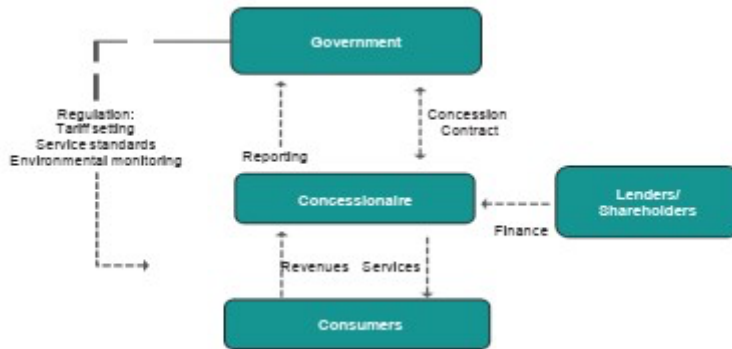 Government
Regulation:
Tariff setting
Service standards
Environmental monitoring
Concession
Contract
Reporting
Concessionaire
Lenders/
Shareholders
Finance
Revenues
Services
Consumers